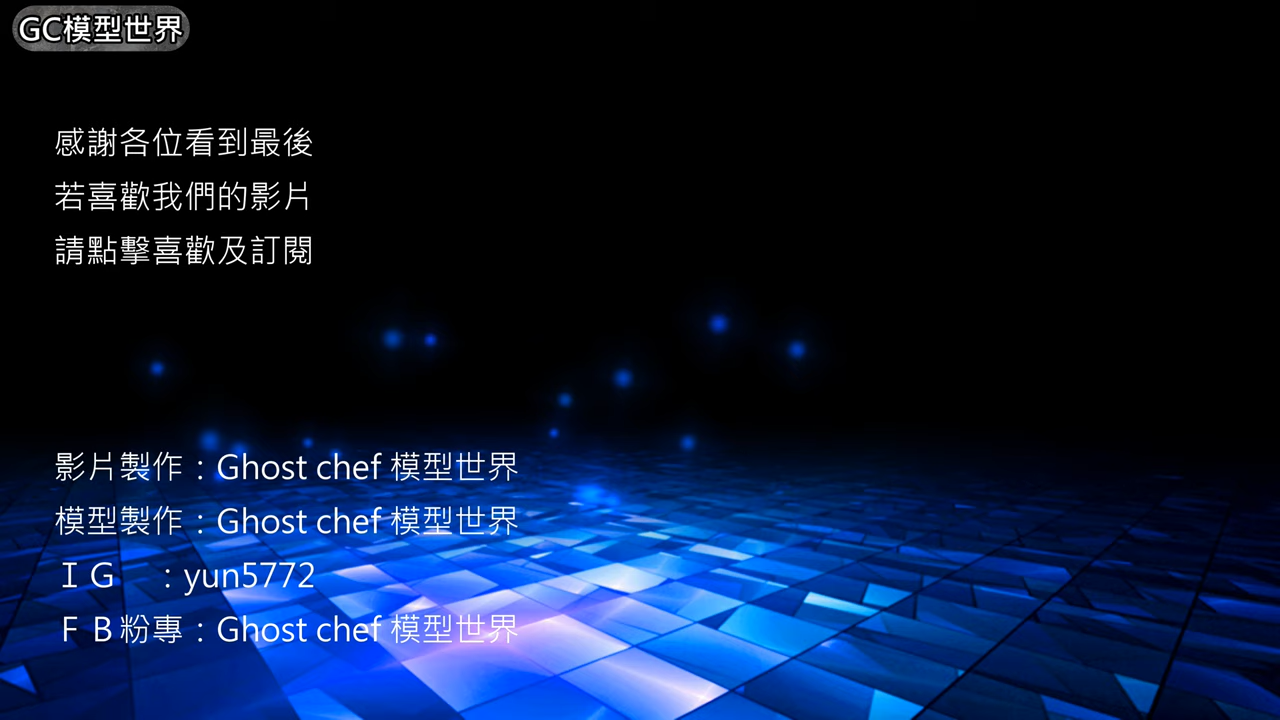 GC模型世界
感謝各位看到最後
若喜歡我們的影片
請點擊喜歡及訂閱
影片製作：Ghost chef 模型世界
模型製作：Ghost chef 模型世界
ＩＧ　：yun5772
ＦＢ粉專：Ghost chef 模型世界